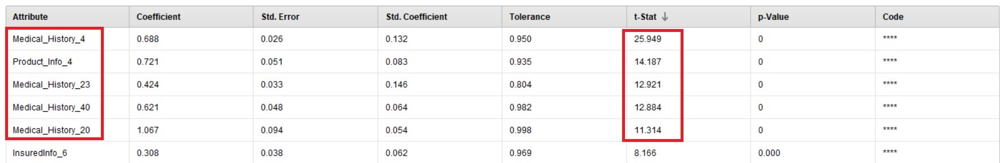 Attribute Coefficient Std. Error Std. Coefficient Tolerance t-Stat ↓ p-Value Code
Medical_History_4 0.688 0.026 0.132 0.950 25.949 0 ****
Product_Info_4 0.721 0.051 0.083 0.935 14.187 0 ****
Medical_History_23 0.424 0.033 0.146 0.804 12.921 0 ****
Medical_History_40 0.621 0.048 0.064 0.982 12.884 0 ****
Medical_History_20 1.067 0.094 0.054 0.998 11.314 0 ****
InsuredInfo_6 0.308 0.038 0.062 0.969 8.166 0.000 ****